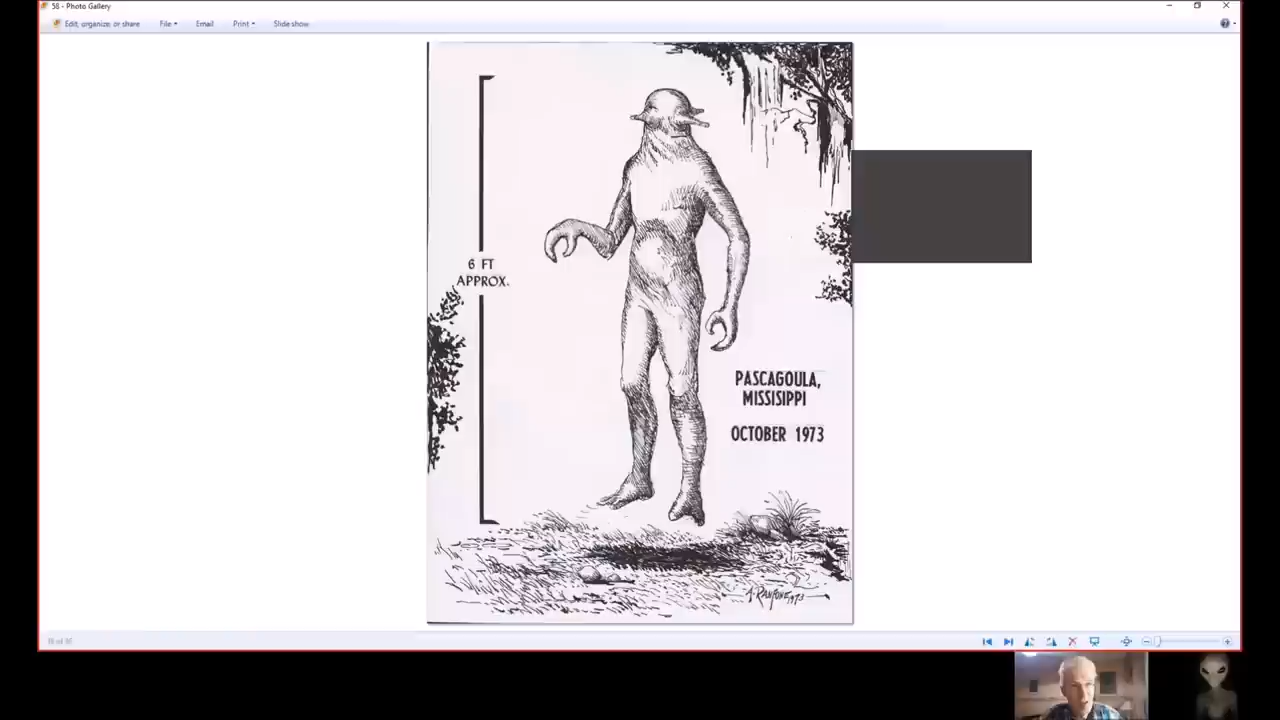 58 - Photo Gallery
Edit, organize, or share File Email Print Slide show
6 FT
APPROX.
PASCAGOULA,
MISSISIPPI
OCTOBER 1973